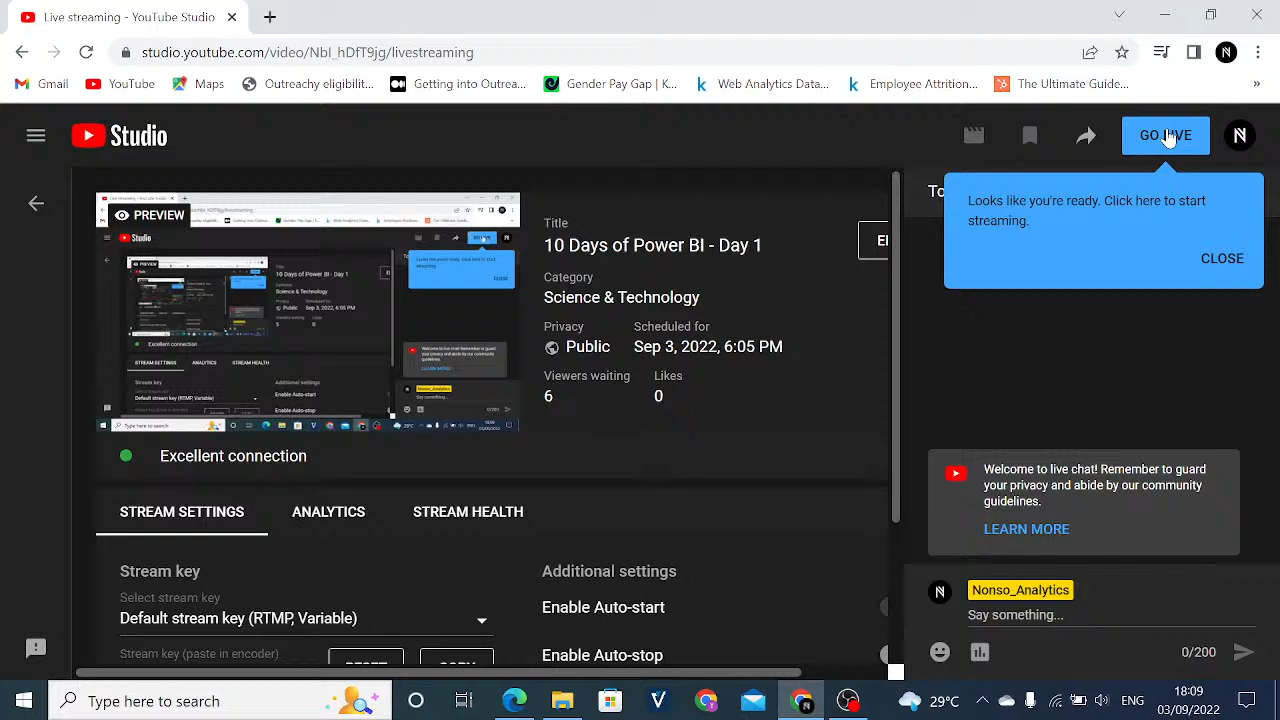 Live streaming - YouTube Studio
studio.youtube.com/video/Nbl_hDfT9jg/livestreaming
Gmail
YouTube
Maps
Outreachy eligibilit...
Getting into Outrea...
Gender Pay Gap | K...
Web Analytics Data...
Employee Attrition...
The Ultimate Guide...
»
Studio
GO LIVE
N
Looks like you're ready. Click here to start
streaming.
CLOSE
PREVIEW
Title
10 Days of Power BI - Day 1
Category
Science & Technology
Privacy
Public
Sep 3, 2022, 6:05 PM
Viewers waiting
Likes
6
0
Excellent connection
STREAM SETTINGS
ANALYTICS
STREAM HEALTH
Stream key
Select stream key
Default stream key (RTMP, Variable)
Stream key (paste in encoder)
Additional settings
Enable Auto-start
Enable Auto-stop
Welcome to live chat! Remember to guard
your privacy and abide by our community
guidelines.
LEARN MORE
Nonso_Analytics
Say something...
0/200
Type here to search
29°C
ENG
18:09
03/09/2022